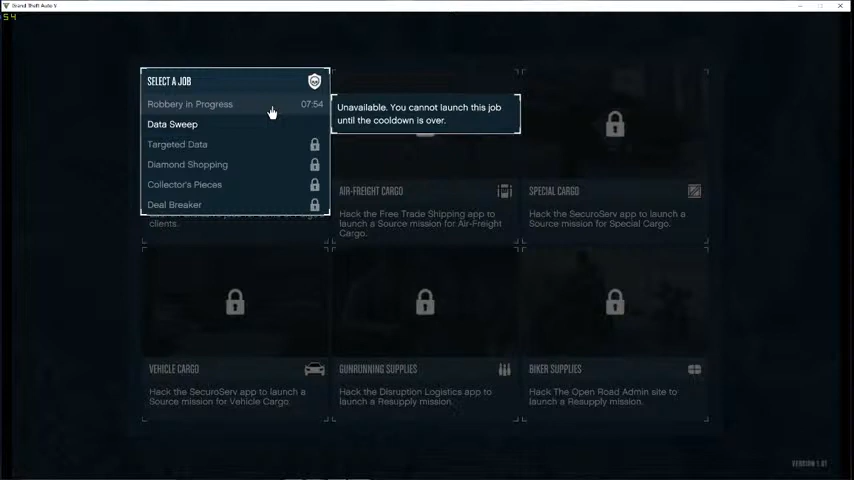 Grand Theft Auto V
54
SELECT A JOB
Robbery in Progress 07:54
Data Sweep
Targeted Data
Diamond Shopping
Collector's Pieces
Deal Breaker
Unavailable. You cannot launch this job
until the cooldown is over.
clients.
AIR-FREIGHT CARGO
Hack the Free Trade Shipping app to
launch a Source mission for Air-Freight
Cargo.
SPECIAL CARGO
Hack the SecuroServ app to launch a
Source mission for Special Cargo.
VEHICLE CARGO
Hack the SecuroServ app to launch a
Source mission for Vehicle Cargo.
GUNRUNNING SUPPLIES
Hack the Disruption Logistics app to
launch a Resupply mission.
BIKER SUPPLIES
Hack The Open Road Admin site to
launch a Resupply mission.
VERSION 1.01